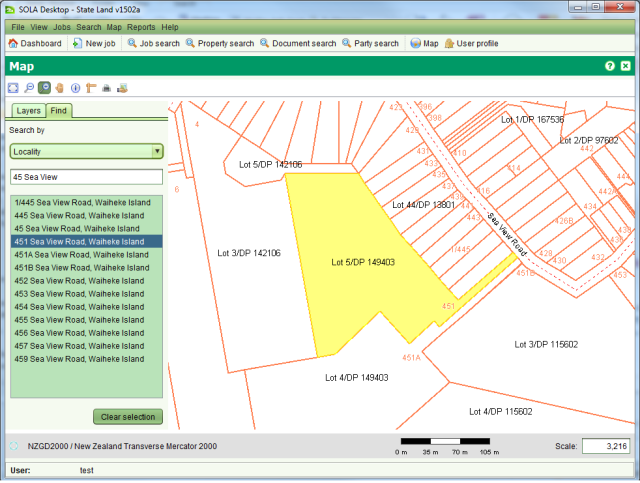 SOLA Desktop - State Land v1502a
File View Jobs Search Map Reports Help
Dashboard New job Job search Property search Document search Party search Map User profile
Map
Layers Find
Search by
Locality
45 Sea View
1/445 Sea View Road, Waiheke Island
445 Sea View Road, Waiheke Island
45 Sea View Road, Waiheke Island
451 Sea View Road, Waiheke Island
451A Sea View Road, Waiheke Island
451B Sea View Road, Waiheke Island
452 Sea View Road, Waiheke Island
453 Sea View Road, Waiheke Island
454 Sea View Road, Waiheke Island
455 Sea View Road, Waiheke Island
456 Sea View Road, Waiheke Island
457 Sea View Road, Waiheke Island
459 Sea View Road, Waiheke Island
Clear selection
4
6
423
396
398
429
431
433
435
437
439
443
1/445
410
414
416
426B
428
430
432
434
436
438
442
442A
444
453
Lot 1/DP 167536
Lot 2/DP 97602
Lot 5/DP 142106
Lot 44/DP 13801
Sea View Road
Lot 3/DP 142106
Lot 5/DP 149403
451
451B
451A
Lot 3/DP 115602
Lot 4/DP 149403
Lot 4/DP 115602
NZGD2000 / New Zealand Transverse Mercator 2000
0 m 35 m 70 m 105 m
Scale: 3,216
User: test